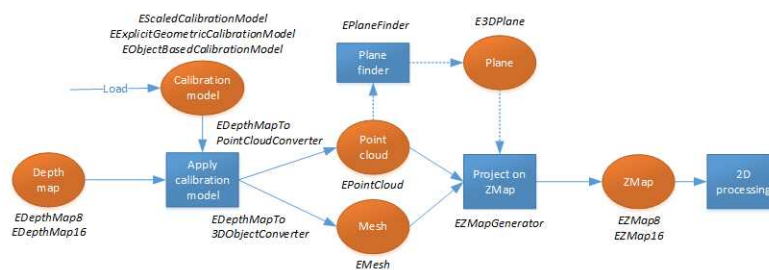 EScaledCalibrationModel
EExplicitGeometricCalibrationModel
EObjectBasedCalibrationModel
EPlaneFinder
E3DPlane
Load
Calibration
model
Plane
finder
Plane
EDepthMapTo
PointCloudConverter
Depth
map
Apply
calibration
model
Point
cloud
Project on
ZMap
ZMap
2D
processing
EPointCloud
EDepthMap8
EDepthMap16
EDepthMapTo
3DObjectConverter
Mesh
EZMapGenerator
EZMap8
EZMap16
EMesh